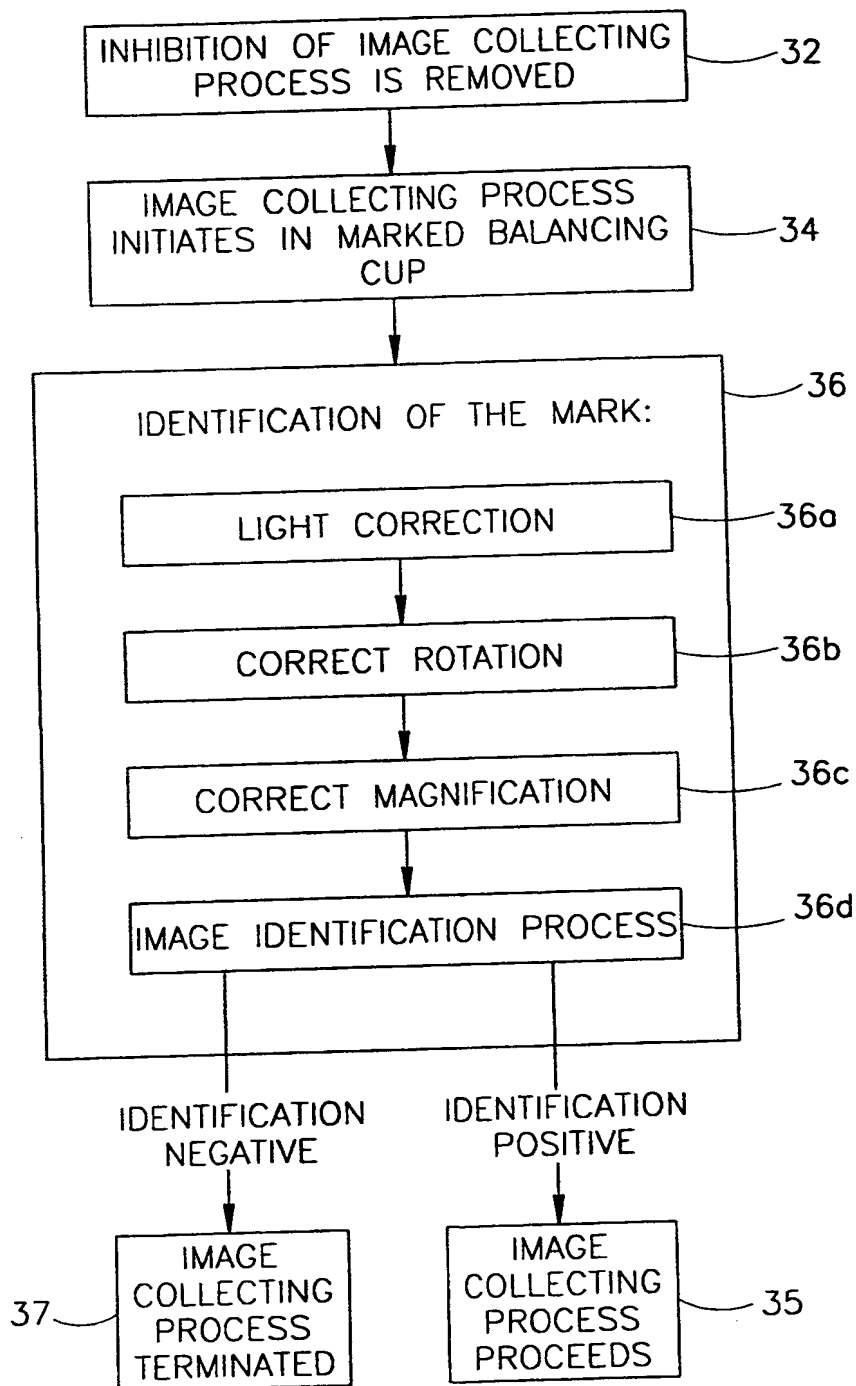 INHIBITION OF IMAGE COLLECTING
PROCESS IS REMOVED
32
IMAGE COLLECTING PROCESS
INITIATES IN MARKED BALANCING
CUP
34
36
IDENTIFICATION OF THE MARK:
LIGHT CORRECTION
36a
CORRECT ROTATION
36b
CORRECT MAGNIFICATION
36c
IMAGE IDENTIFICATION PROCESS
36d
IDENTIFICATION
NEGATIVE
IDENTIFICATION
POSITIVE
37
IMAGE
COLLECTING
PROCESS
TERMINATED
IMAGE
COLLECTING
PROCESS
PROCEEDS
35